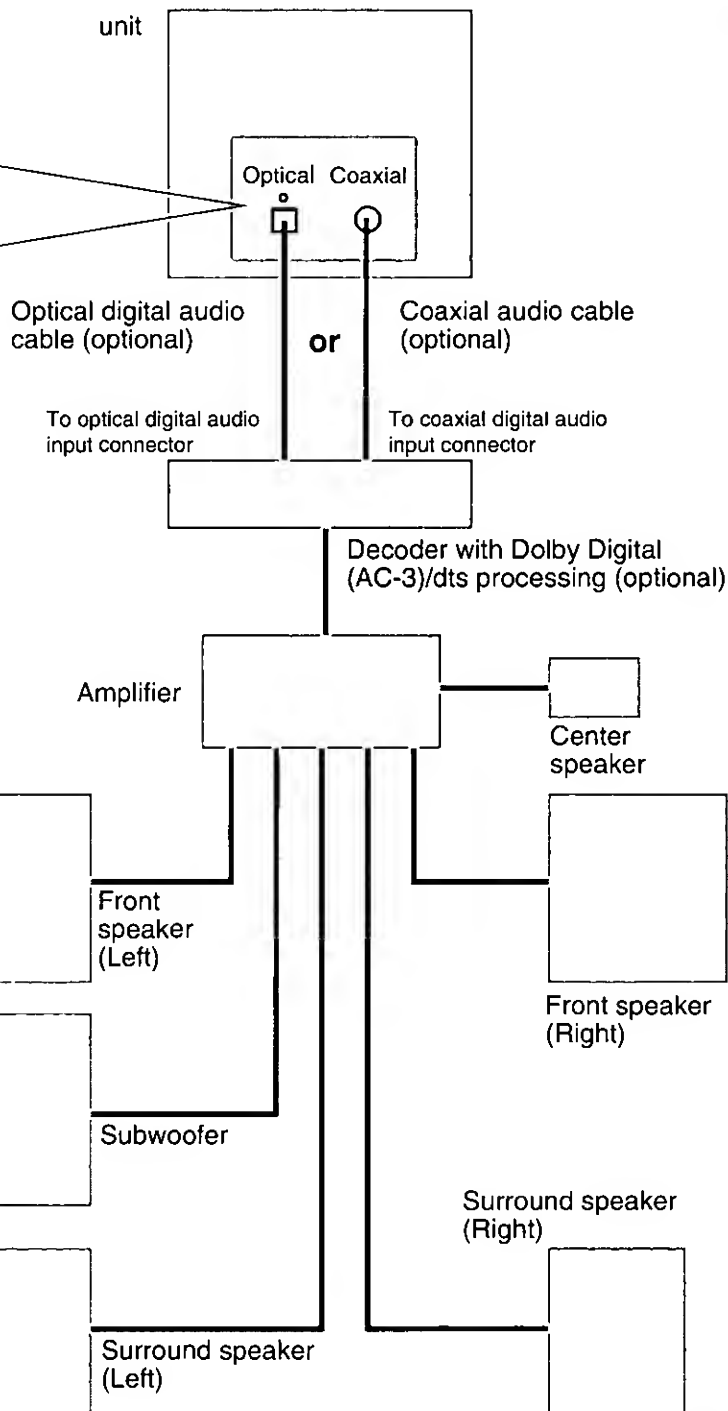 unit
Optical Coaxial
Optical digital audio
cable (optional)
or
Coaxial audio cable
(optional)
To optical digital audio
input connector
To coaxial digital audio
input connector
Decoder with Dolby Digital
(AC-3)/dts processing (optional)
Amplifier
Center
speaker
Front
speaker
(Left)
Front speaker
(Right)
Subwoofer
Surround speaker
(Right)
Surround speaker
(Left)